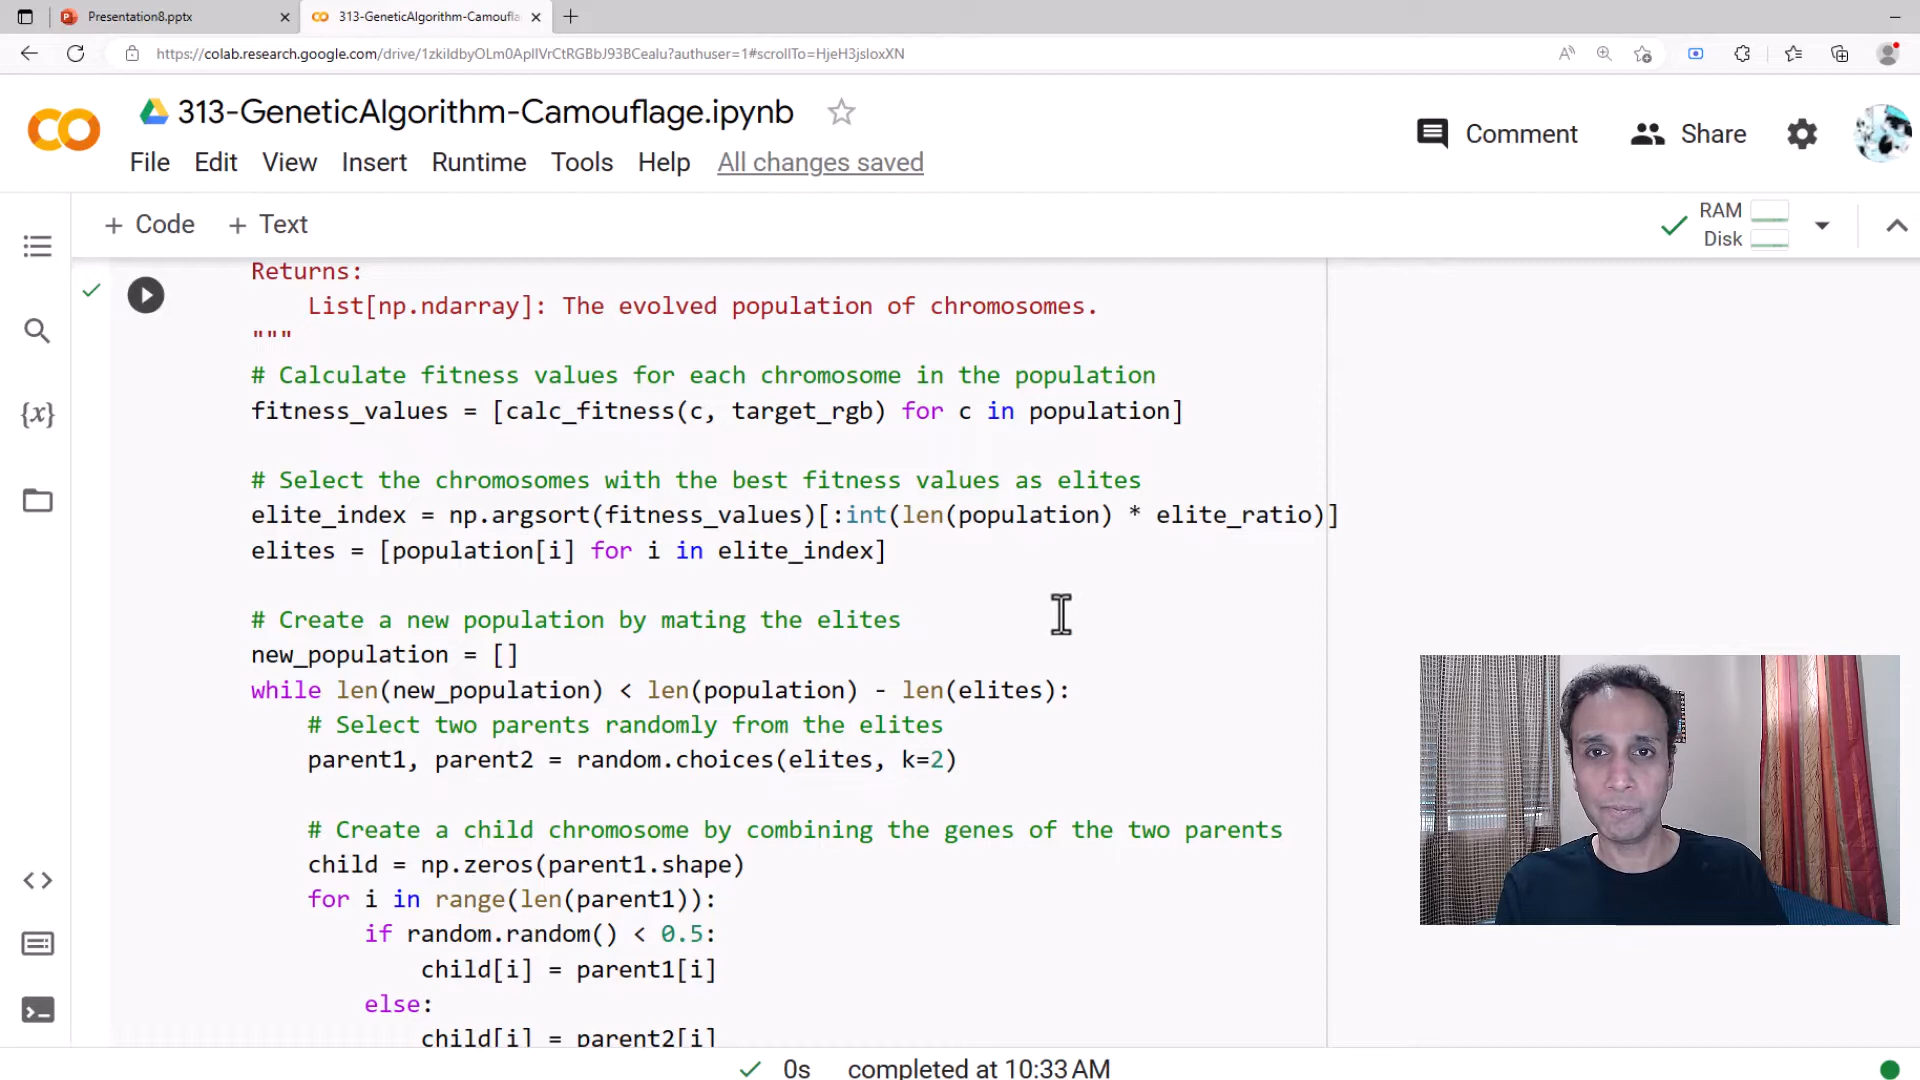 Presentation8.pptx
313-GeneticAlgorithm-Camoufla
https://colab.research.google.com/drive/1zkildbyOLm0ApllVrCtRGBbJ93BCealu?authuser=1#scrollTo=HjeH3jsloxXN
CO
313-GeneticAlgorithm-Camouflage.ipynb
Comment
Share
File Edit View Insert Runtime Tools Help All changes saved
+ Code + Text
RAM
Disk
Returns:
List[np.ndarray]: The evolved population of chromosomes.
"""
# Calculate fitness values for each chromosome in the population
fitness_values = [calc_fitness(c, target_rgb) for c in population]
# Select the chromosomes with the best fitness values as elites
elite_index = np.argsort(fitness_values)[:int(len(population) * elite_ratio)]
elites = [population[i] for i in elite_index]
# Create a new population by mating the elites
new_population = []
while len(new_population) < len(population) - len(elites):
# Select two parents randomly from the elites
parent1, parent2 = random.choices(elites, k=2)
# Create a child chromosome by combining the genes of the two parents
child = np.zeros(parent1.shape)
for i in range(len(parent1)):
if random.random() < 0.5:
child[i] = parent1[i]
else:
child[i] = parent2[i]
{x}
0s completed at 10:33 AM